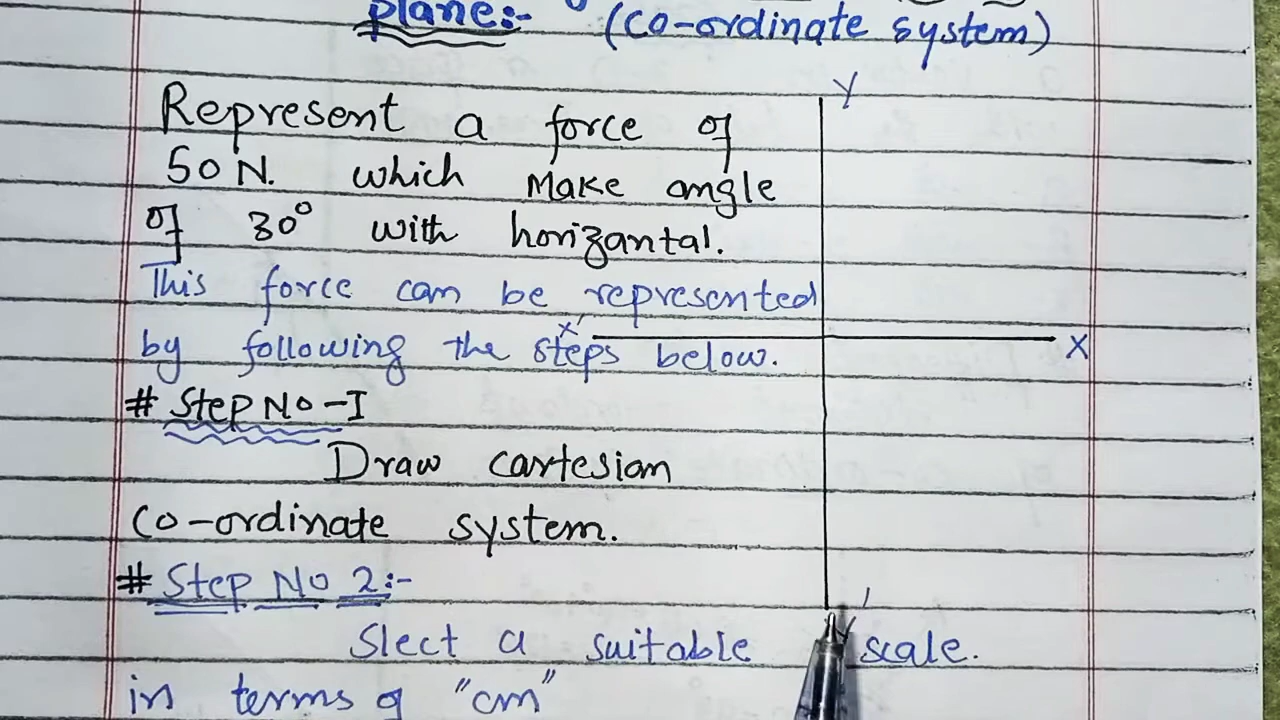 plane:- (Co-ordinate system)
Y
Represent a force of
50 N. which Make angle
of 30° with horizantal.
This force can be represented
by following the steps below.
X' X
# Step No -I
Draw cartesian
Co-ordinate system.
# Step No 2:-
Slect a suitable scale.
in terms of "cm"